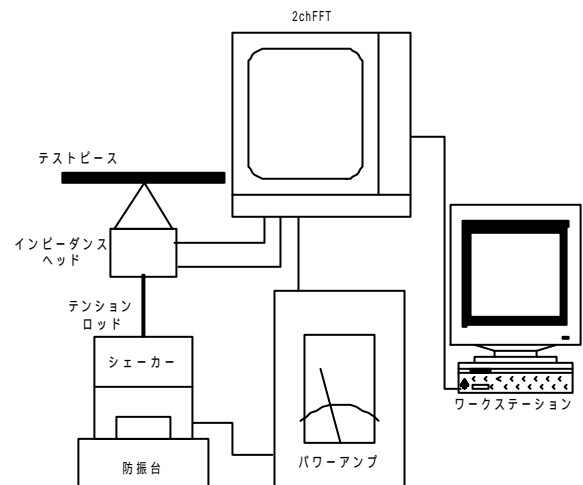 2chFFT
テストピース
インピーダンス
ヘッド
テンション
ロッド
シェーカー
防振台
パワーアンプ
ワークステーション